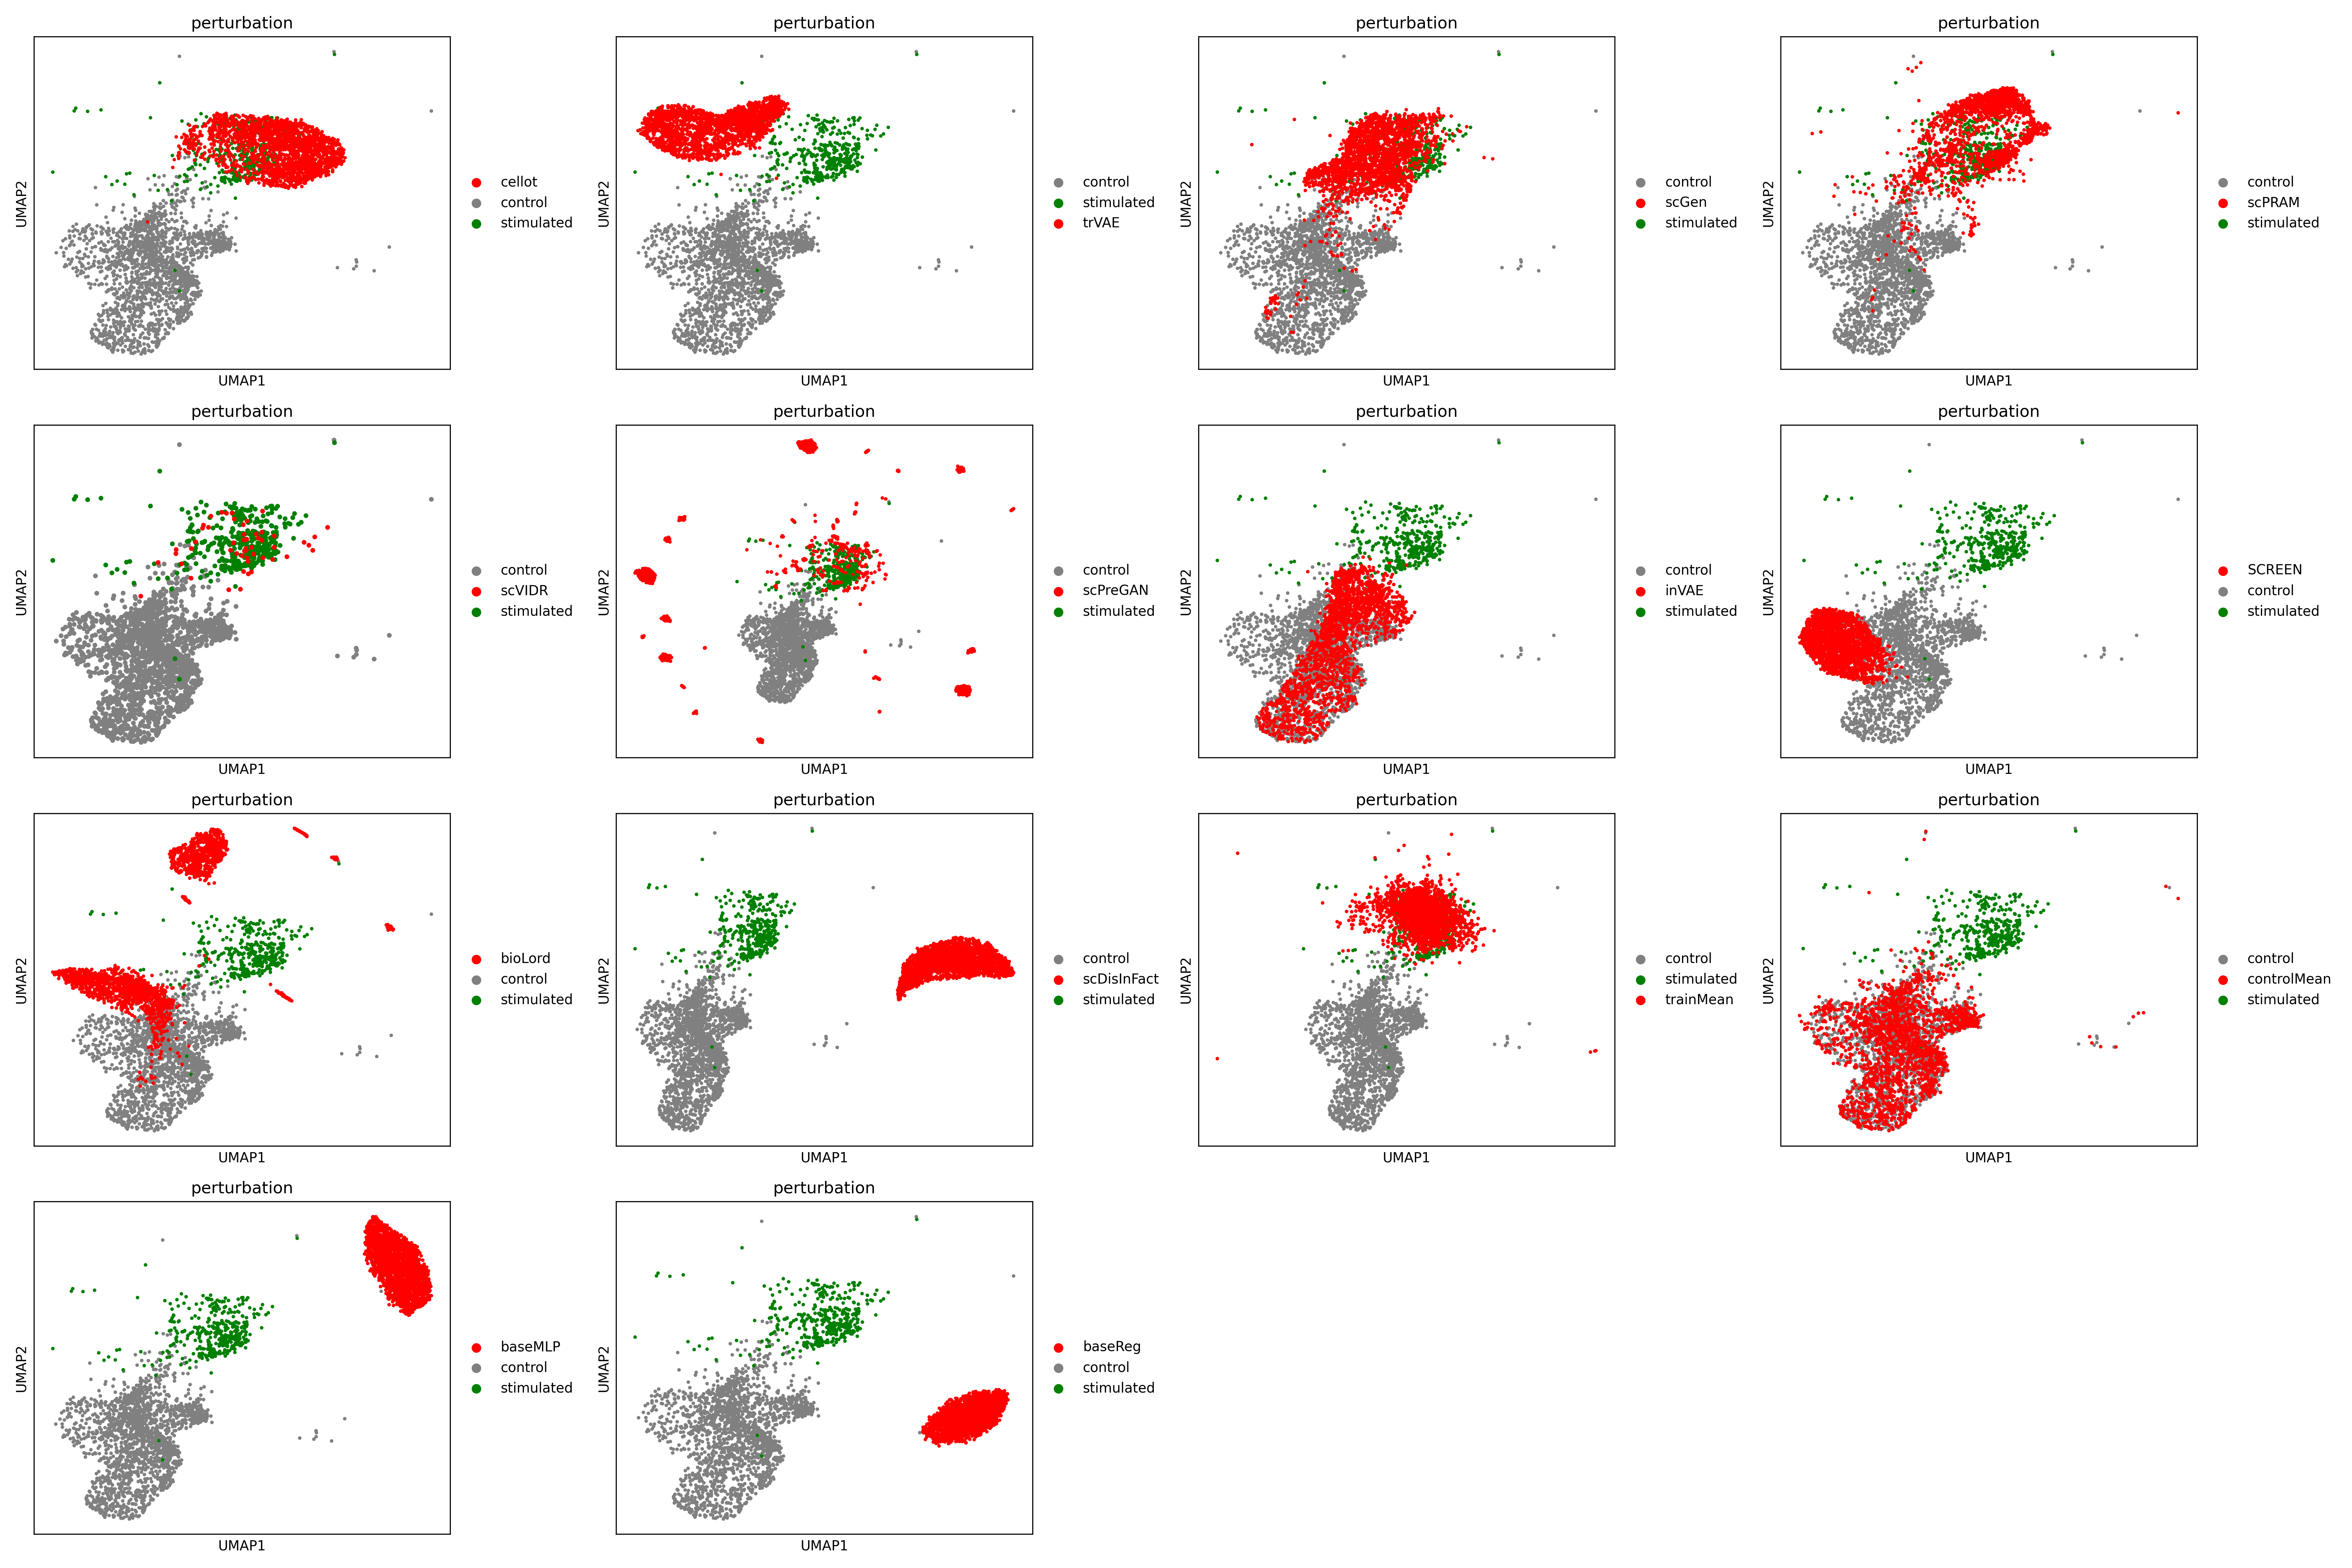 perturbation
UMAP2
UMAP1
cellot
control
stimulated
perturbation
UMAP2
UMAP1
control
stimulated
trVAE
perturbation
UMAP2
UMAP1
control
scGen
stimulated
perturbation
UMAP2
UMAP1
control
scPRAM
stimulated
perturbation
UMAP2
UMAP1
control
scVIDR
stimulated
perturbation
UMAP2
UMAP1
control
scPreGAN
stimulated
perturbation
UMAP2
UMAP1
control
inVAE
stimulated
perturbation
UMAP2
UMAP1
SCREEN
control
stimulated
perturbation
UMAP2
UMAP1
bioLord
control
stimulated
perturbation
UMAP2
UMAP1
control
scDisInFact
stimulated
perturbation
UMAP2
UMAP1
control
stimulated
trainMean
perturbation
UMAP2
UMAP1
control
controlMean
stimulated
perturbation
UMAP2
UMAP1
baseMLP
control
stimulated
perturbation
UMAP2
UMAP1
baseReg
control
stimulated